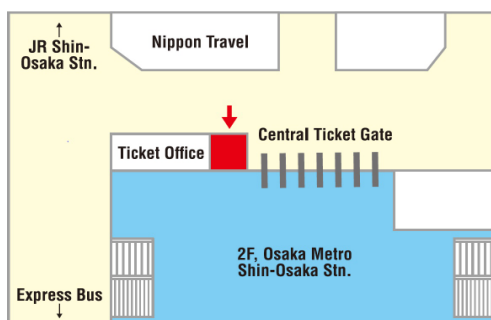 ↑
JR Shin-
Osaka Stn.
Nippon Travel
Central Ticket Gate
Ticket Office
2F, Osaka Metro
Shin-Osaka Stn.
Express Bus
↓